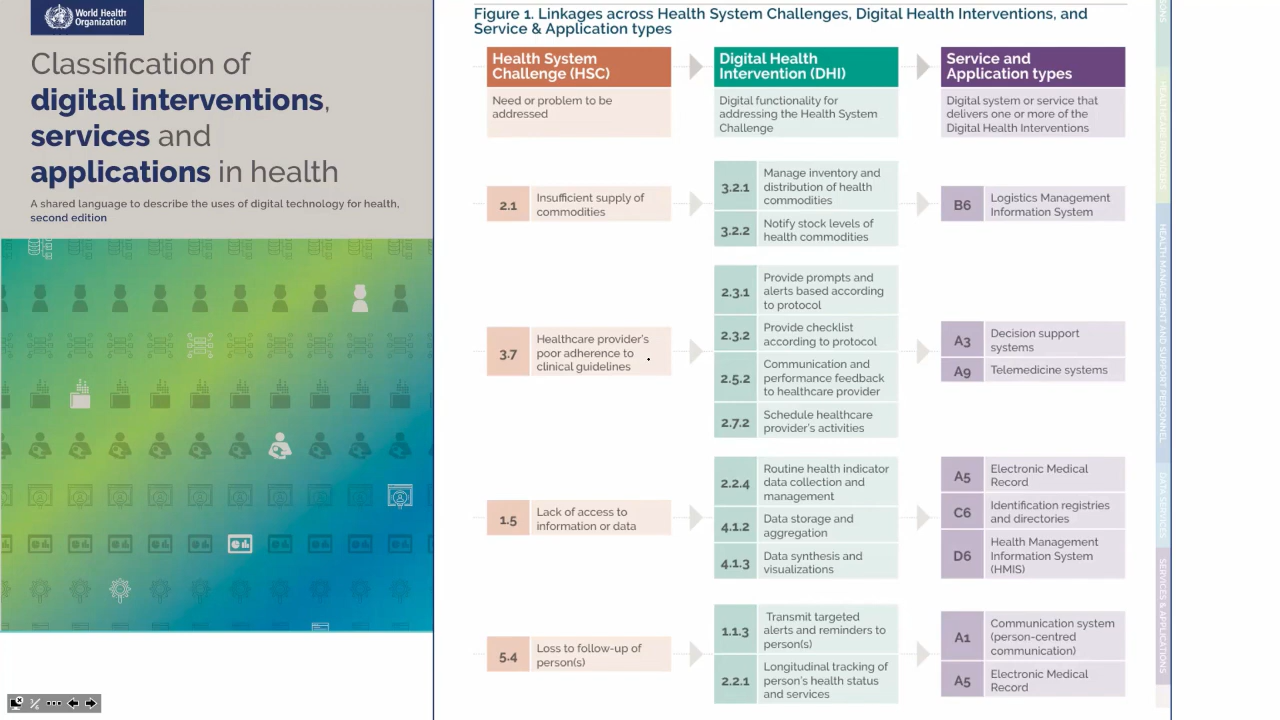 World Health
Organization
Classification of
digital interventions,
services and
applications in health
A shared language to describe the uses of digital technology for health,
second edition
Figure 1. Linkages across Health System Challenges, Digital Health Interventions, and
Service & Application types
Health System
Challenge (HSC)
Need or problem to be
addressed
Digital Health
Intervention (DHI)
Digital functionality for
addressing the Health System
Challenge
Service and
Application types
Digital system or service that
delivers one or more of the
Digital Health Interventions
2.1
Insufficient supply of
commodities
3.2.1
Manage inventory and
distribution of health
commodities
3.2.2
Notify stock levels of
health commodities
B6
Logistics Management
Information System
3.7
Healthcare provider's
poor adherence to
clinical guidelines
2.3.1
Provide prompts and
alerts based according
to protocol
2.3.2
Provide checklist
according to protocol
2.5.2
Communication and
performance feedback
to healthcare provider
2.7.2
Schedule healthcare
provider's activities
A3
Decision support
systems
A9
Telemedicine systems
1.5
Lack of access to
information or data
2.2.4
Routine health indicator
data collection and
management
4.1.2
Data storage and
aggregation
4.1.3
Data synthesis and
visualizations
A5
Electronic Medical
Record
C6
Identification registries
and directories
D6
Health Management
Information System
(HMIS)
5.4
Loss to follow-up of
person(s)
1.1.3
Transmit targeted
alerts and reminders to
person(s)
2.2.1
Longitudinal tracking of
person's health status
and services
A1
Communication system
(person-centred
communication)
A5
Electronic Medical
Record
HEALTHCARE PROVIDERS
HEALTH MANAGEMENT AND SUPPORT PERSONNEL
DATA SERVICES
SERVICES & APPLICATIONS